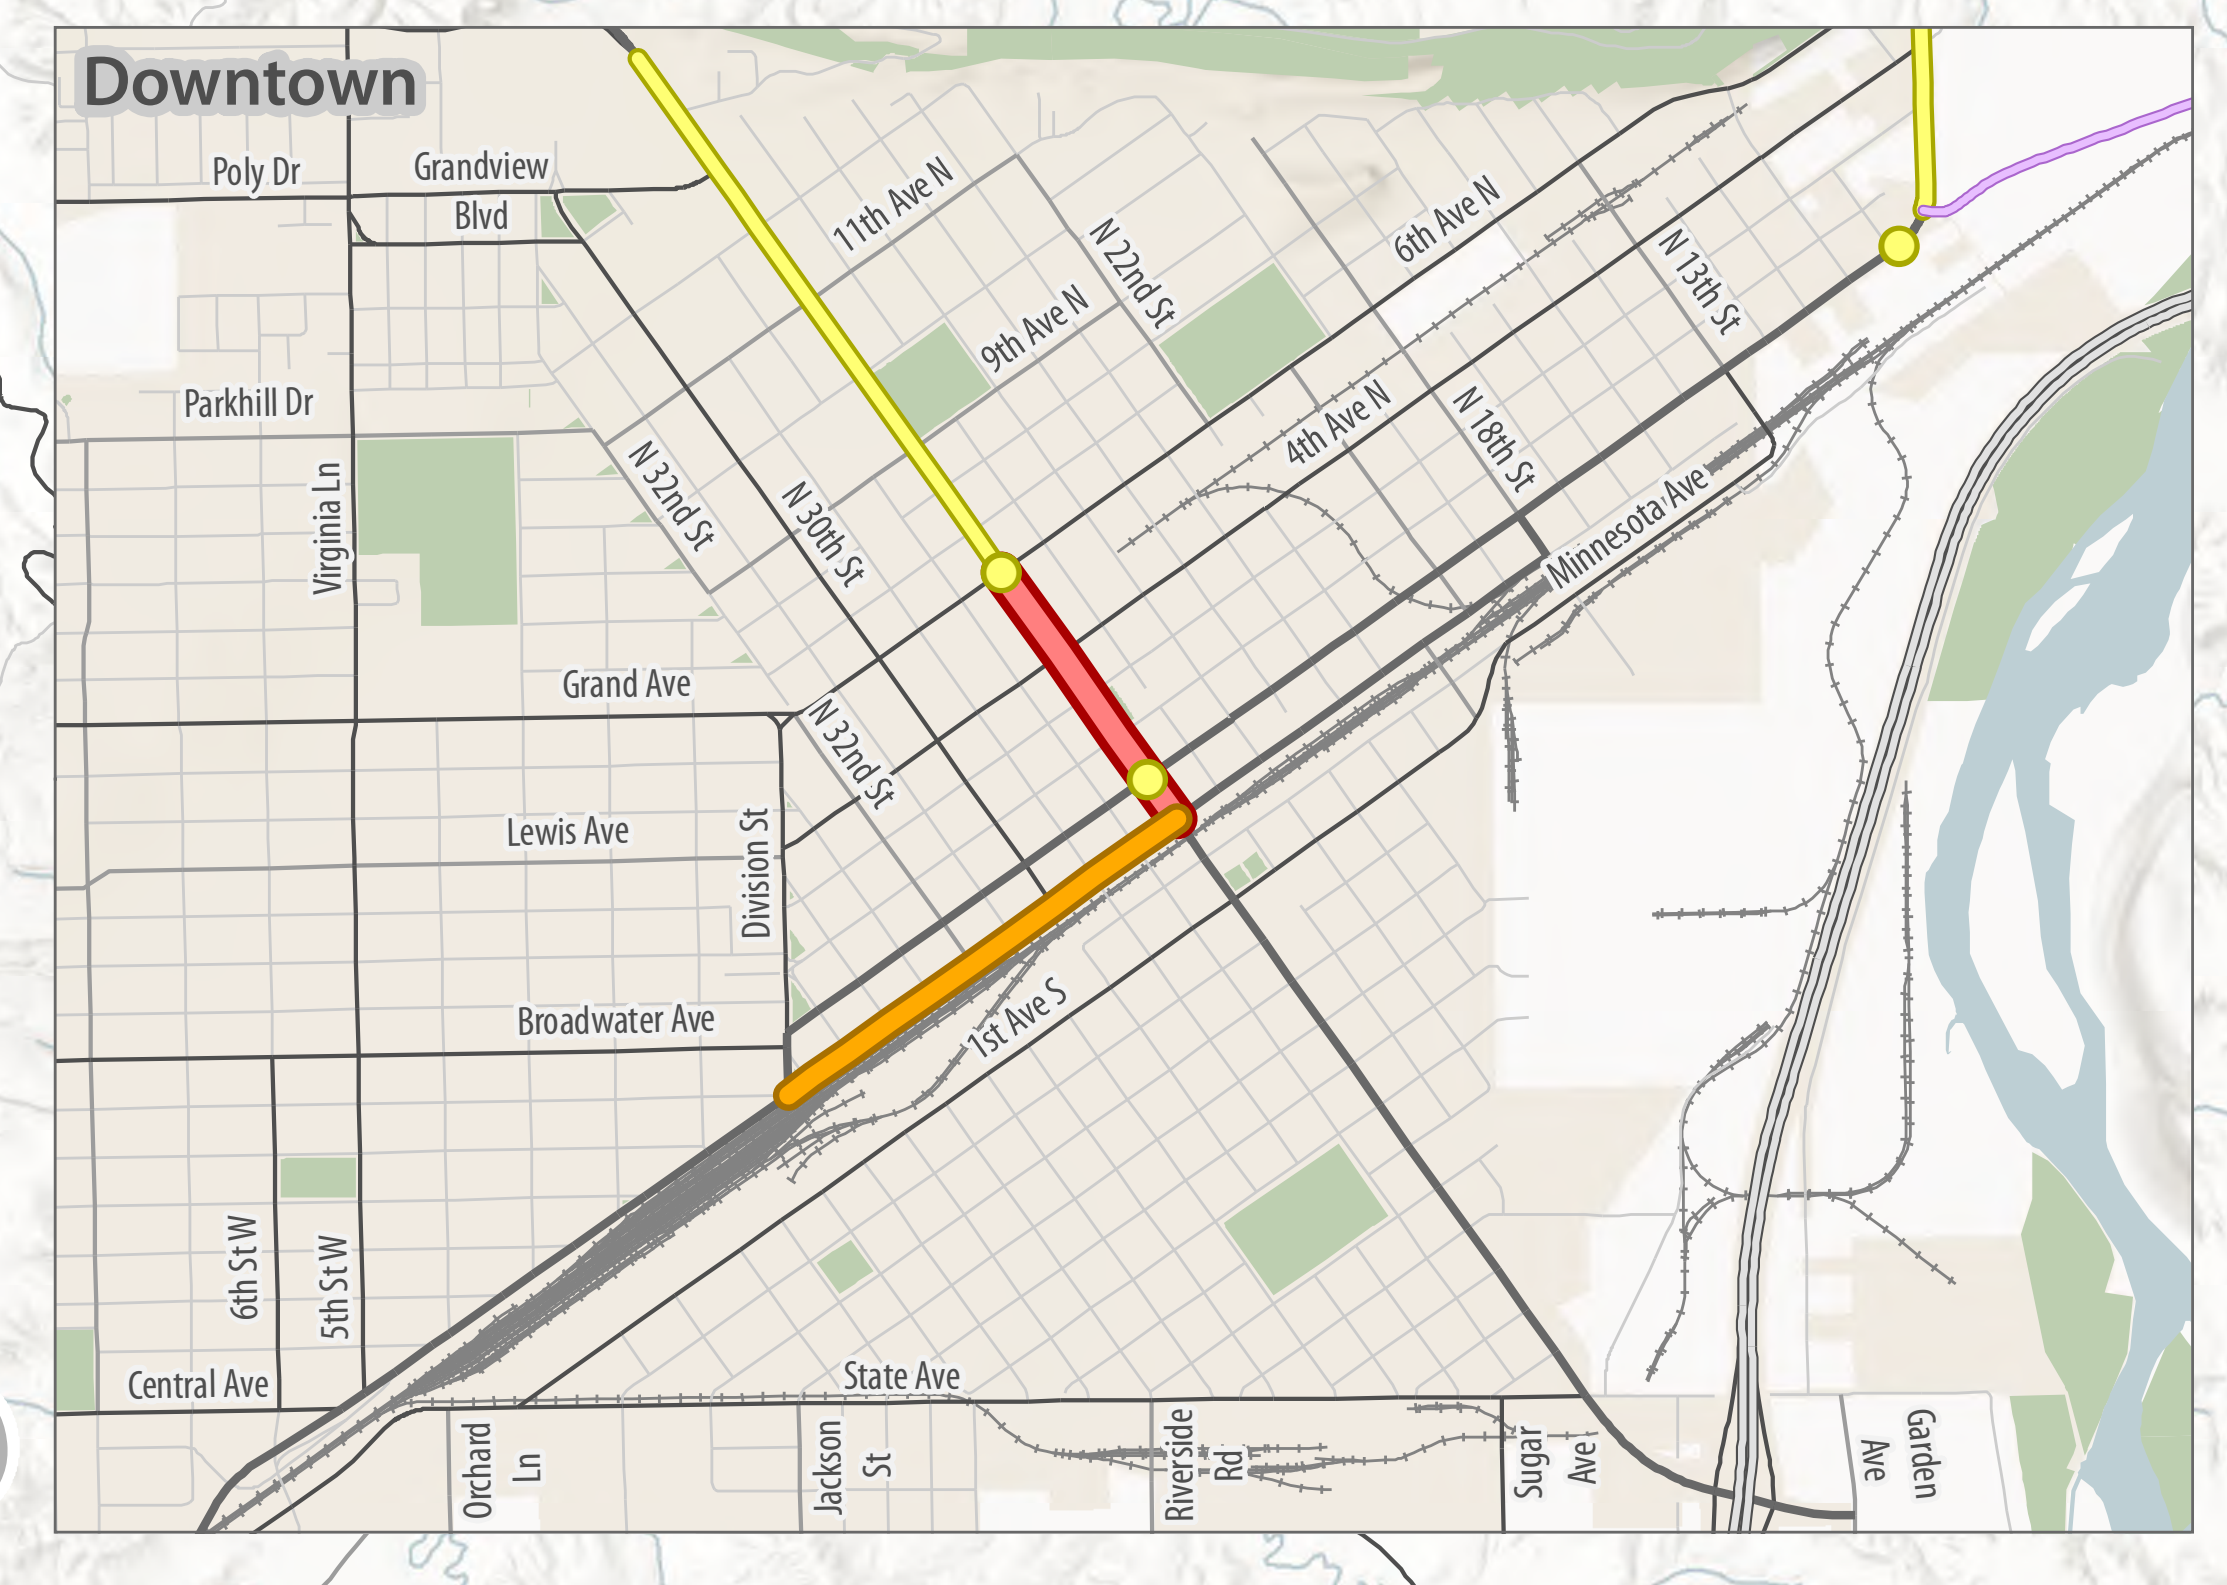 Downtown
Poly Dr
Grandview
Blvd
11th Ave N
N 22nd St
6th Ave N
N 13th St
9th Ave N
Parkhill Dr
4th Ave N
N 18th St
Virginia Ln
N 32nd St
N 30th St
Minnesota Ave
Grand Ave
N 32nd St
Lewis Ave
Division St
Broadwater Ave
1st Ave S
6th St W
5th St W
Central Ave
State Ave
Orchard
Ln
Jackson
St
Riverside
Rd
Sugar
Ave
Garden
Ave